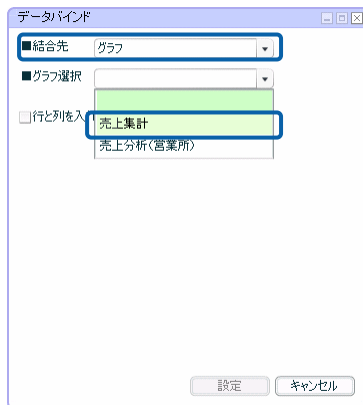 データバインド
■結合先 グラフ
■グラフ選択
売上集計
□行と列を入
売上分析(営業所)
設定 キャンセル